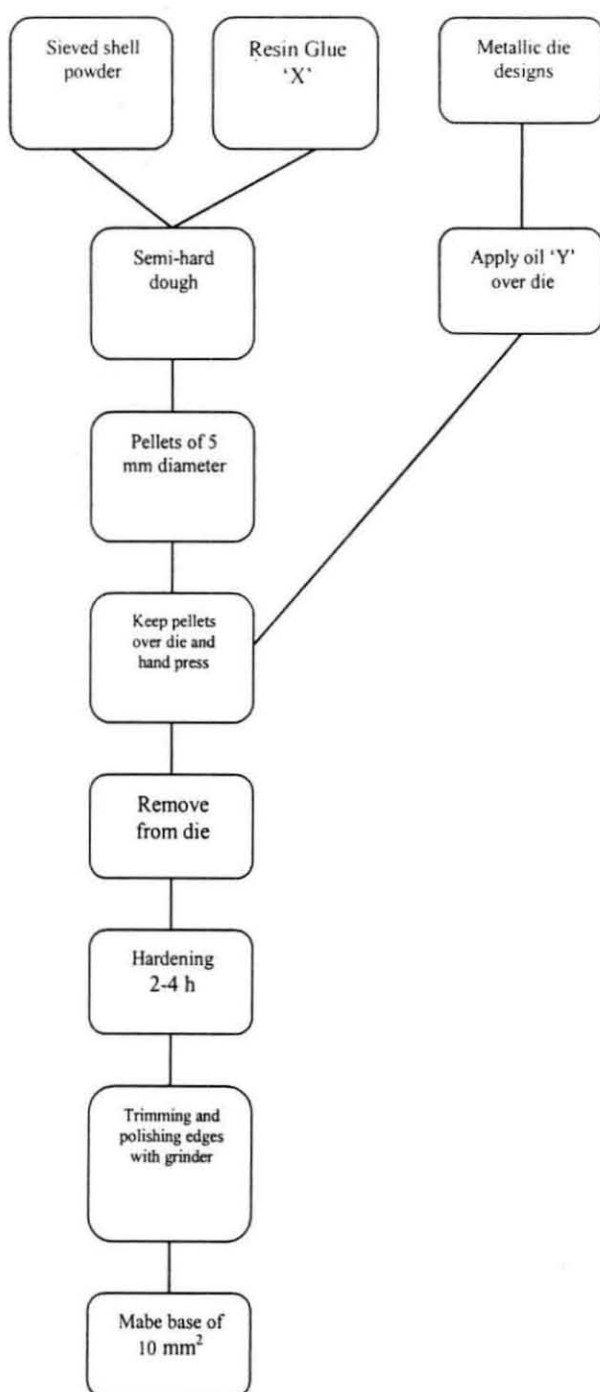 Sieved shell
powder
Resin Glue
‘X’
Metallic die
designs
Semi-hard
dough
Apply oil ‘Y’
over die
Pellets of 5
mm diameter
Keep pellets
over die and
hand press
Remove
from die
Hardening
2-4 h
Trimming and
polishing edges
with grinder
Mabe base of
10 mm²